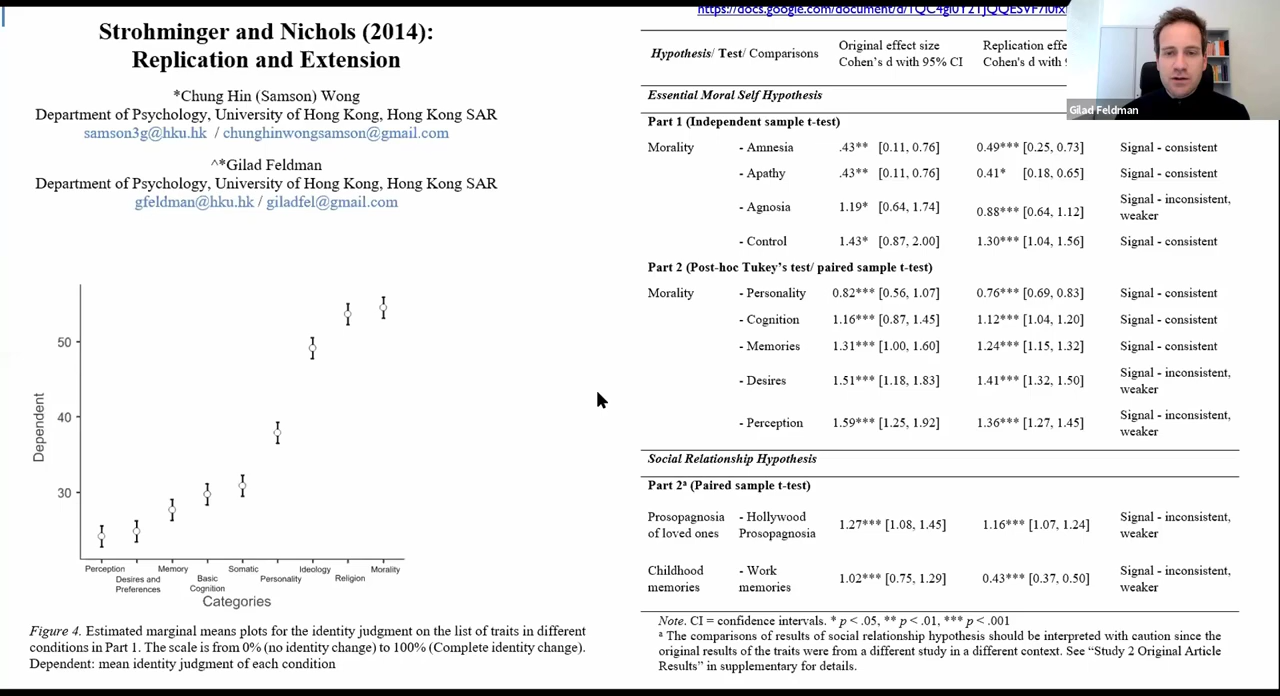 Strohminger and Nichols (2014):
Replication and Extension
*Chung Hin (Samson) Wong
Department of Psychology, University of Hong Kong, Hong Kong SAR
samson3g@hku.hk / chunghinwongsamson@gmail.com
^*Gilad Feldman
Department of Psychology, University of Hong Kong, Hong Kong SAR
gfeldman@hku.hk / giladfel@gmail.com
Dependent
50
40
30
Perception
Desires and
Preferences
Memory
Basic
Cognition
Somatic
Personality
Ideology
Religion
Morality
Categories
Figure 4. Estimated marginal means plots for the identity judgment on the list of traits in different
conditions in Part 1. The scale is from 0% (no identity change) to 100% (Complete identity change).
Dependent: mean identity judgment of each condition
Hypothesis/ Test/ Comparisons
Original effect size
Cohen's d with 95% CI
Replication
Cohen's d with
Gilad Feldman
Essential Moral Self Hypothesis
Part 1 (Independent sample t-test)
Morality - Amnesia .43** [0.11, 0.76] 0.49*** [0.25, 0.73] Signal - consistent
- Apathy .43** [0.11, 0.76] 0.41* [0.18, 0.65] Signal - consistent
- Agnosia 1.19* [0.64, 1.74] 0.88*** [0.64, 1.12] Signal - inconsistent,
weaker
- Control 1.43* [0.87, 2.00] 1.30*** [1.04, 1.56] Signal - consistent
Part 2 (Post-hoc Tukey's test/ paired sample t-test)
Morality - Personality 0.82*** [0.56, 1.07] 0.76*** [0.69, 0.83] Signal - consistent
- Cognition 1.16*** [0.87, 1.45] 1.12*** [1.04, 1.20] Signal - consistent
- Memories 1.31*** [1.00, 1.60] 1.24*** [1.15, 1.32] Signal - consistent
- Desires 1.51*** [1.18, 1.83] 1.41*** [1.32, 1.50] Signal - inconsistent,
weaker
- Perception 1.59*** [1.25, 1.92] 1.36*** [1.27, 1.45] Signal - inconsistent,
weaker
Social Relationship Hypothesis
Part 2ª (Paired sample t-test)
Prosopagnosia - Hollywood 1.27*** [1.08, 1.45] 1.16*** [1.07, 1.24] Signal - inconsistent,
of loved ones Prosopagnosia weaker
Childhood - Work 1.02*** [0.75, 1.29] 0.43*** [0.37, 0.50] Signal - inconsistent,
memories memories weaker
Note. CI = confidence intervals. * p < .05, ** p < .01, *** p < .001
ª The comparisons of results of social relationship hypothesis should be interpreted with caution since the
original results of the traits were from a different study in a different context. See “Study 2 Original Article
Results” in supplementary for details.